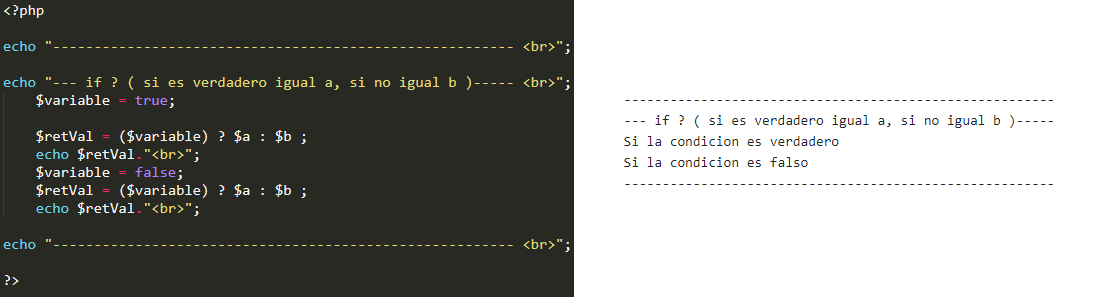 <?php
echo "-------------------------------------------------------- <br>";
echo "--- if ? ( si es verdadero igual a, si no igual b )----- <br>";
$variable = true;
$retVal = ($variable) ? $a : $b ;
echo $retVal."<br>";
$variable = false;
$retVal = ($variable) ? $a : $b ;
echo $retVal."<br>";
echo "-------------------------------------------------------- <br>";
?>
--------------------------------------------------------
--- if ? ( si es verdadero igual a, si no igual b )-----
Si la condicion es verdadero
Si la condicion es falso
--------------------------------------------------------